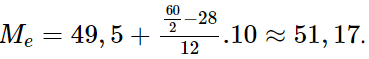 $M_e = 49,5 + \frac{\frac{60}{2} - 28}{12}.10 \approx 51,17.$